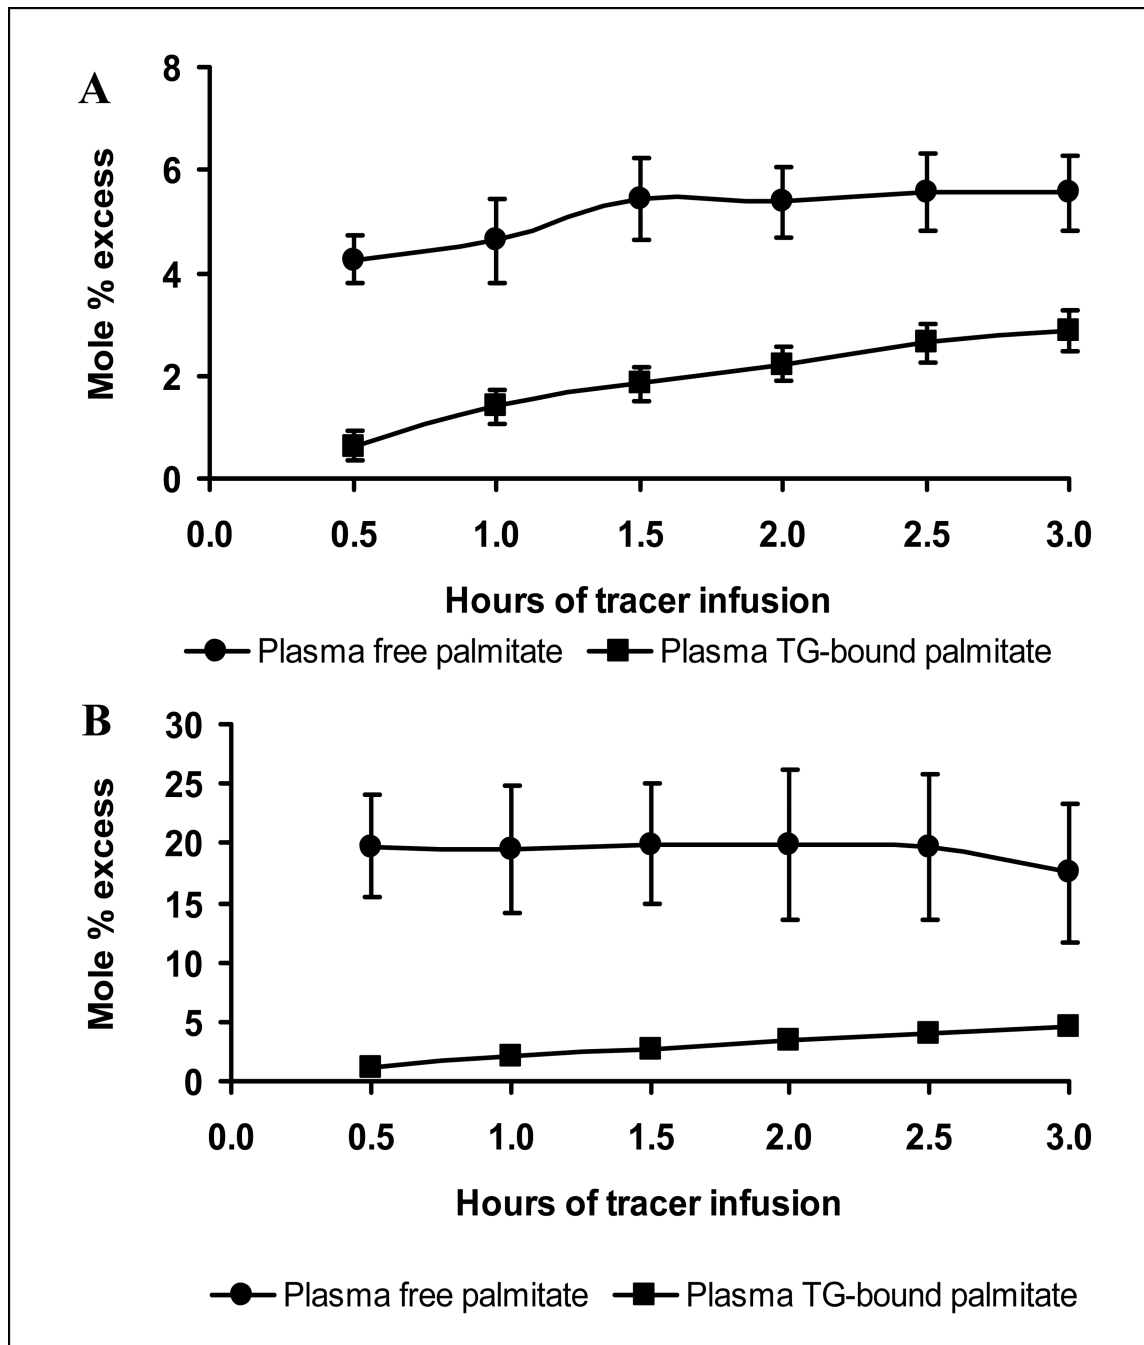 A
Mole % excess
8
6
4
2
0
0.0 0.5 1.0 1.5 2.0 2.5 3.0
Hours of tracer infusion
Plasma free palmitate Plasma TG-bound palmitate
B
Mole % excess
30
25
20
15
10
5
0
0.0 0.5 1.0 1.5 2.0 2.5 3.0
Hours of tracer infusion
Plasma free palmitate Plasma TG-bound palmitate